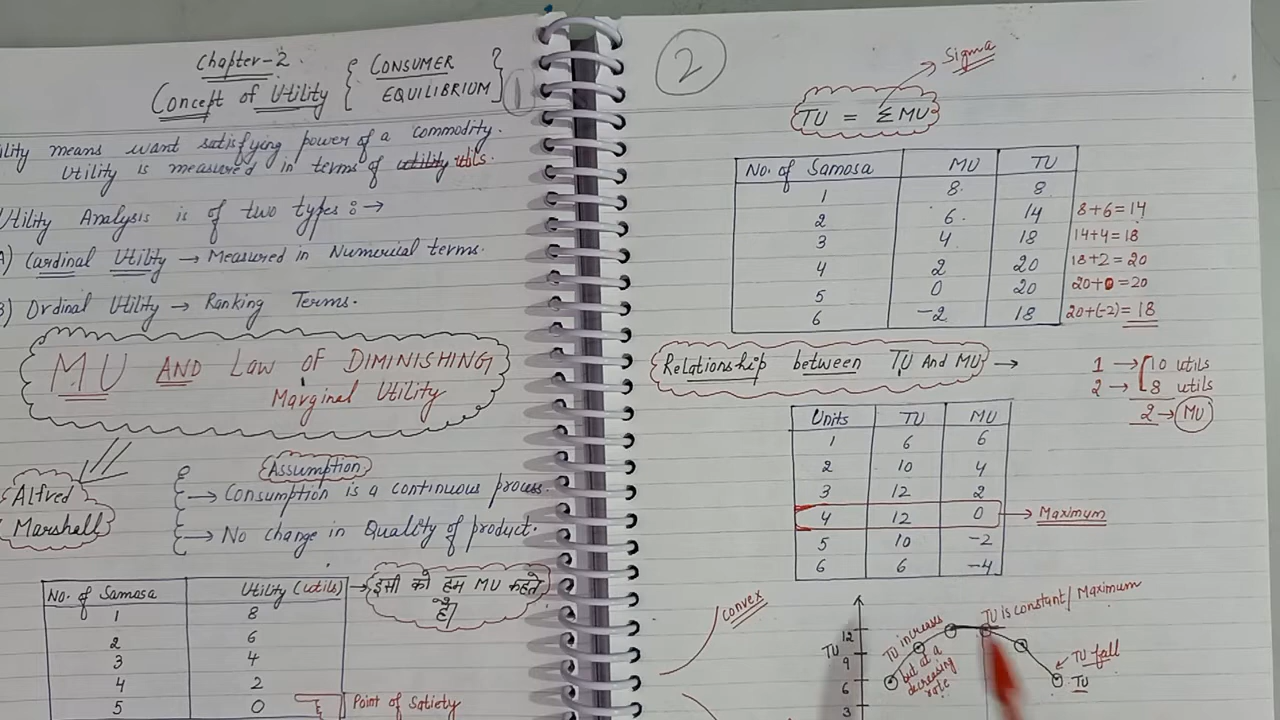 Chapter-2
Concept of Utility { CONSUMER EQUILIBRIUM }
1
ility means want satisfying power of a commodity.
Utility is measured in terms of utility utils.
Utility Analysis is of two types :→
A) Cardinal Utility → Measured in Numerical terms.
B) Ordinal Utility → Ranking Terms.
MU AND Law OF DIMINISHING
Marginal Utility
Alfred
Marshall
Assumption
→ Consumption is a continuous process.
→ No change in Quality of product.
No. of Samosa Utility (utils) → इसी को हम MU कहते हैं/
1 8
2 6
3 4
4 2
5 0 Point of Satiety
2
Sigma
TU = Σ MU
No. of Samosa MU TU
1 8 8
2 6 14 8+6=14
3 4 18 14+4=18
4 2 20 18+2=20
5 0 20 20+0=20
6 -2 18 20+(-2)=18
Relationship between TU And MU →
1 → 10 utils
2 → 8 utils
2 → MU
Units TU MU
1 6 6
2 10 4
3 12 2
4 12 0 → Maximum
5 10 -2
6 6 -4
convex
TU
12
9
6
3
TU increases
but at a
decreasing
rate
TU is constant/Maximum
TU fall
TU